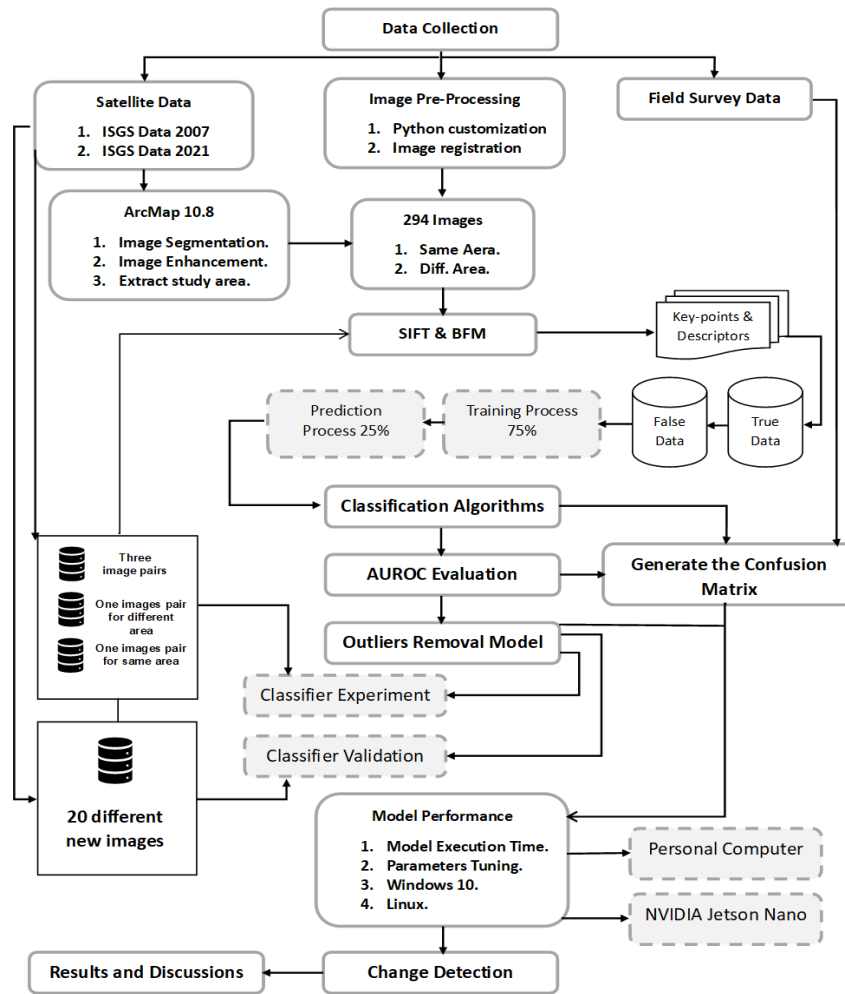 Data Collection
Satellite Data
1. ISGS Data 2007
2. ISGS Data 2021
Image Pre-Processing
1. Python customization
2. Image registration
Field Survey Data
ArcMap 10.8
1. Image Segmentation.
2. Image Enhancement.
3. Extract study area.
294 Images
1. Same Aera.
2. Diff. Area.
SIFT & BFM
Key-points &
Descriptors
Prediction
Process 25%
Training Process
75%
False
Data
True
Data
Classification Algorithms
Three
image pairs
One images pair
for different
area
One images pair
for same area
AUROC Evaluation
Generate the Confusion
Matrix
Outliers Removal Model
Classifier Experiment
Classifier Validation
20 different
new images
Model Performance
1. Model Execution Time.
2. Parameters Tuning.
3. Windows 10.
4. Linux.
Personal Computer
NVIDIA Jetson Nano
Results and Discussions
Change Detection